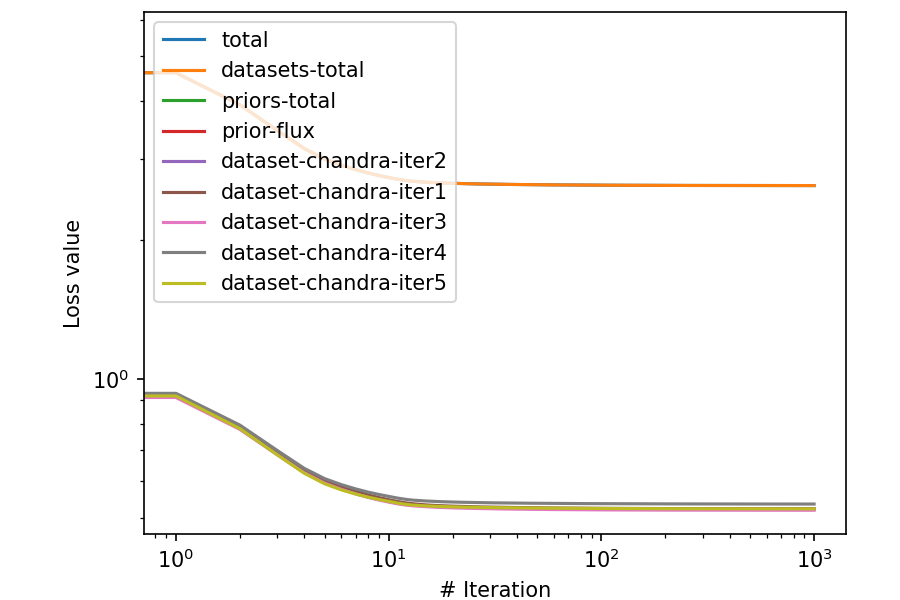 total
datasets-total
priors-total
prior-flux
dataset-chandra-iter2
dataset-chandra-iter1
dataset-chandra-iter3
dataset-chandra-iter4
dataset-chandra-iter5
Loss value
10⁰
10⁰ 10¹ 10² 10³
# Iteration